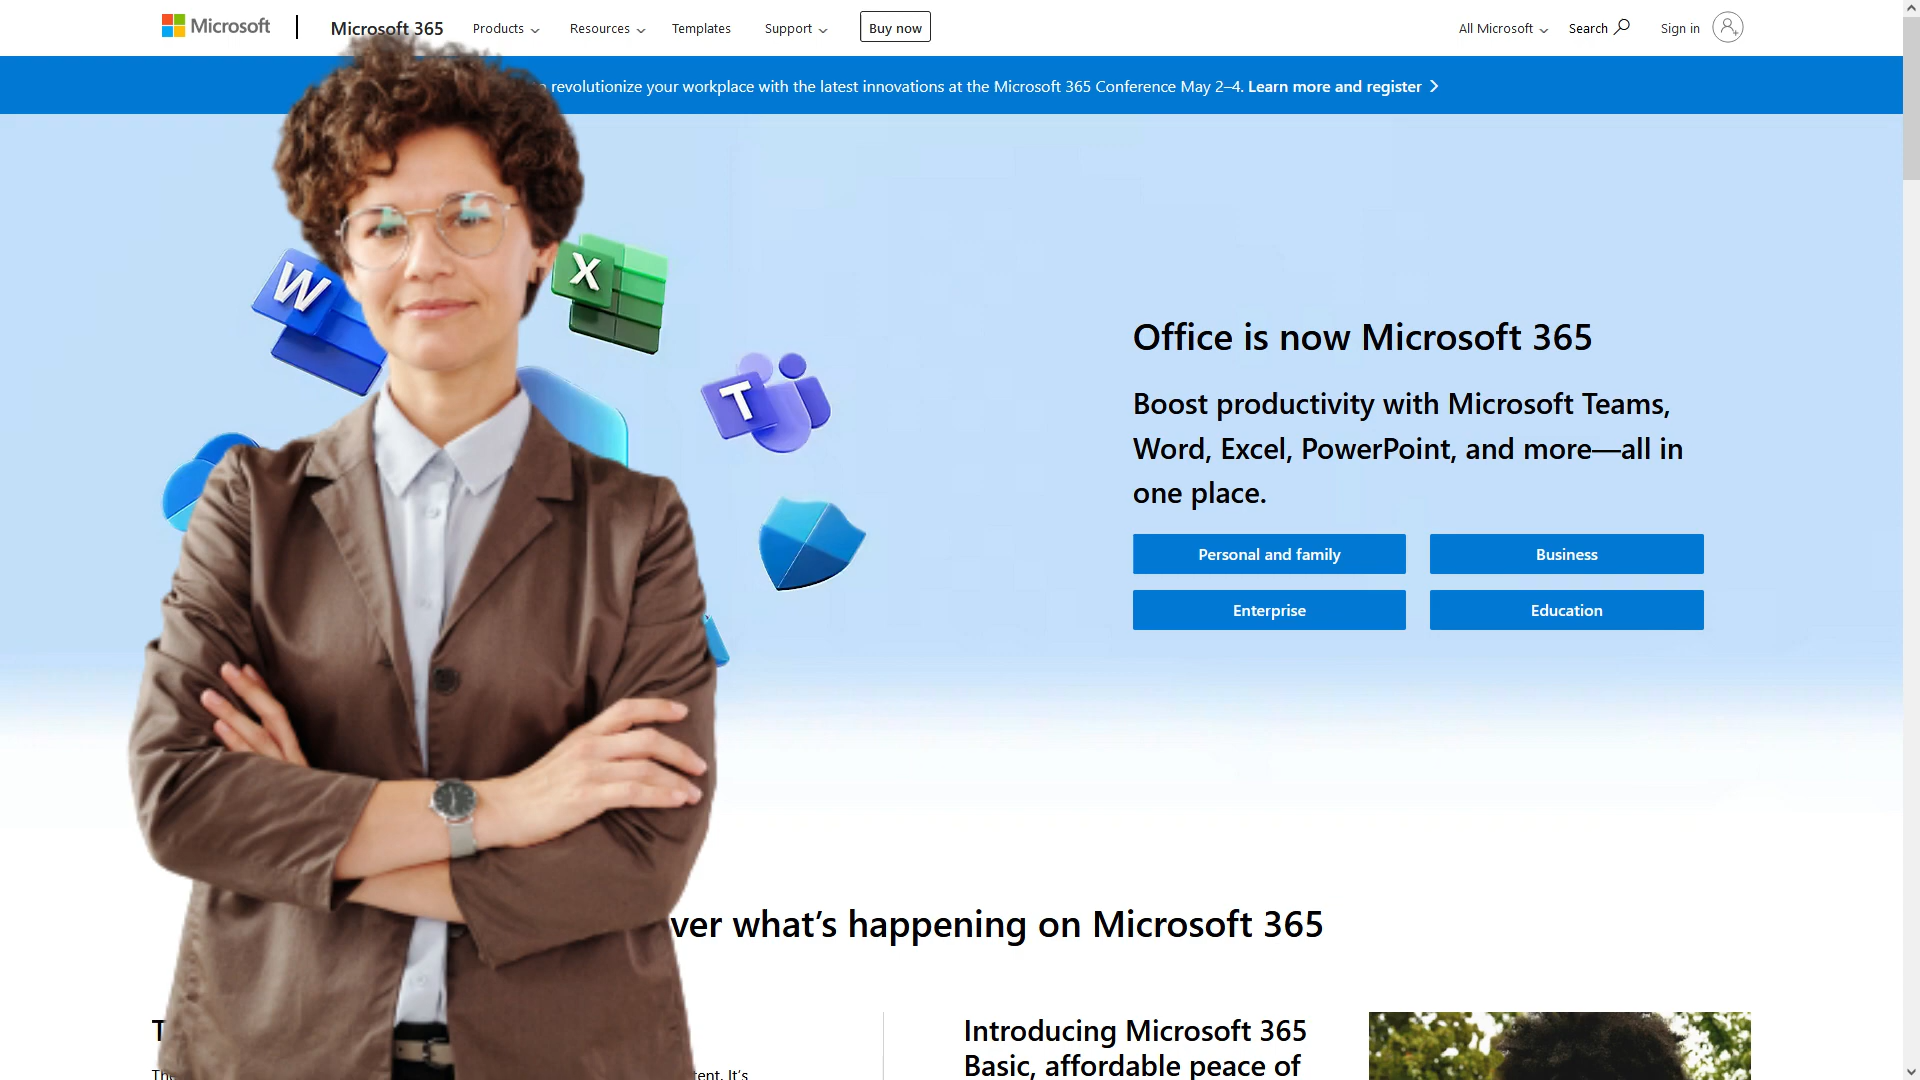 Microsoft
Microsoft 365
Products
Resources
Templates
Support
Buy now
All Microsoft
Search
Sign in
revolutionize your workplace with the latest innovations at the Microsoft 365 Conference May 2–4. Learn more and register
W
X
T
Office is now Microsoft 365
Boost productivity with Microsoft Teams,
Word, Excel, PowerPoint, and more—all in
one place.
Personal and family
Business
Enterprise
Education
what’s happening on Microsoft 365
Introducing Microsoft 365
Basic, affordable peace of
It’s